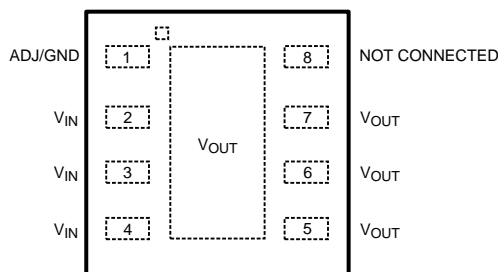 ADJ/GND 1 8 NOT CONNECTED
VIN 2 7 VOUT
VOUT
VIN 3 6 VOUT
VIN 4 5 VOUT